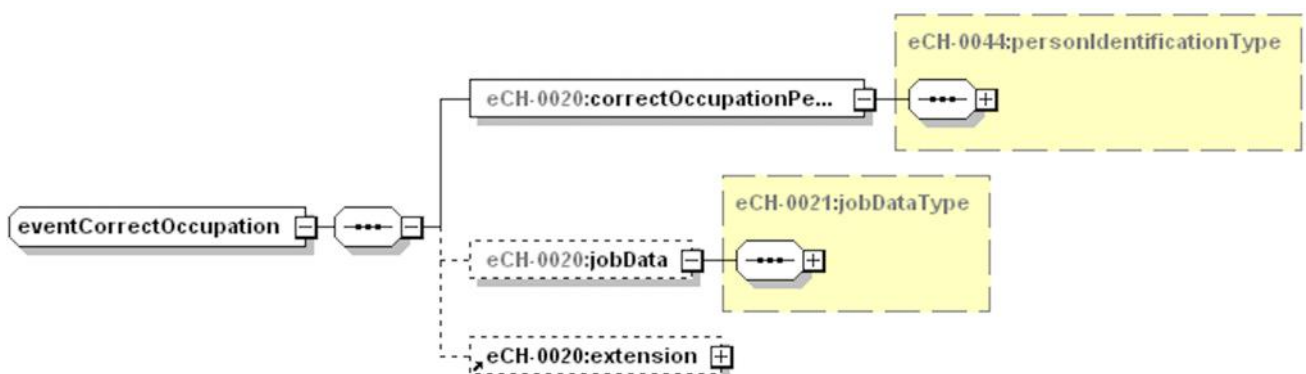 eCH-0044:personIdentificationType
eCH-0020:correctOccupationPe...
eCH-0021:jobDataType
eventCorrectOccupation
eCH-0020:jobData
eCH-0020:extension